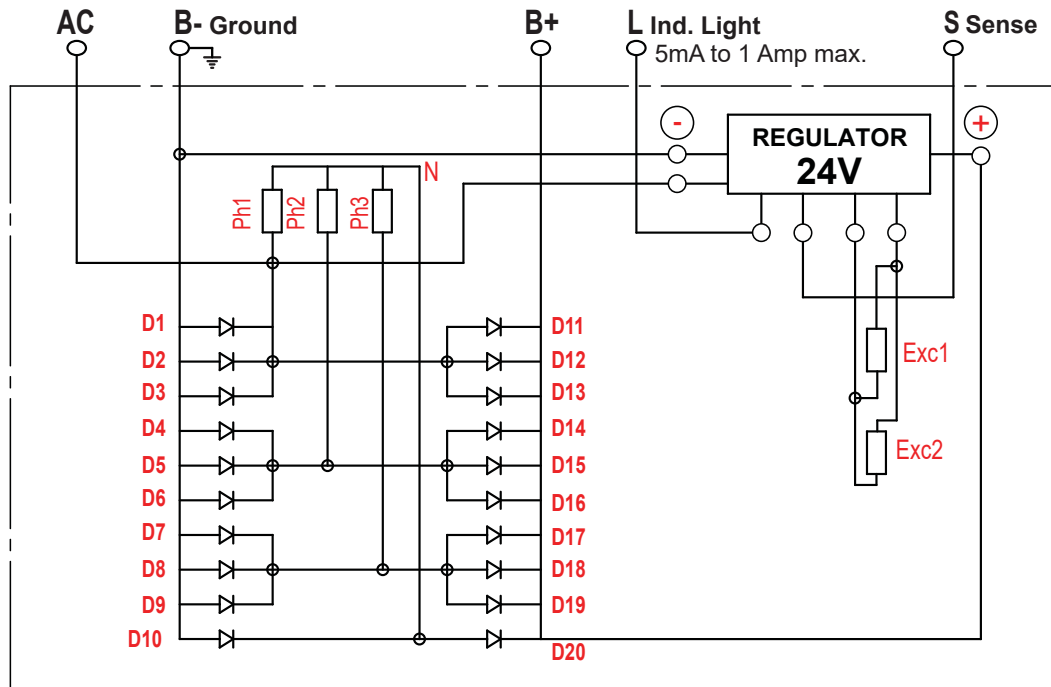 AC
B- Ground
B+
L Ind. Light
5mA to 1 Amp max.
S Sense
-
+
REGULATOR
24V
N
Ph1
Ph2
Ph3
D1
D11
D2
D12
Exc1
D3
D13
D4
D14
Exc2
D5
D15
D6
D16
D7
D17
D8
D18
D9
D19
D10
D20